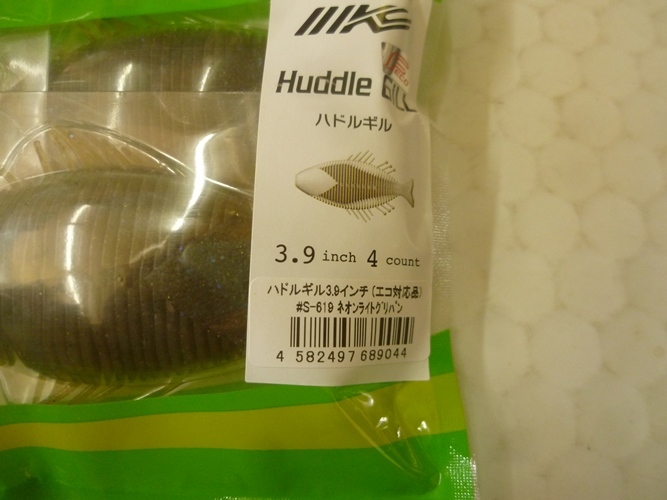 Huddle GILL
ハドルギル
3.9 inch 4 count
ハドルギル3.9インチ(エコ対応品)
#S-619 ネオンライトグリパン
4 582497 689044